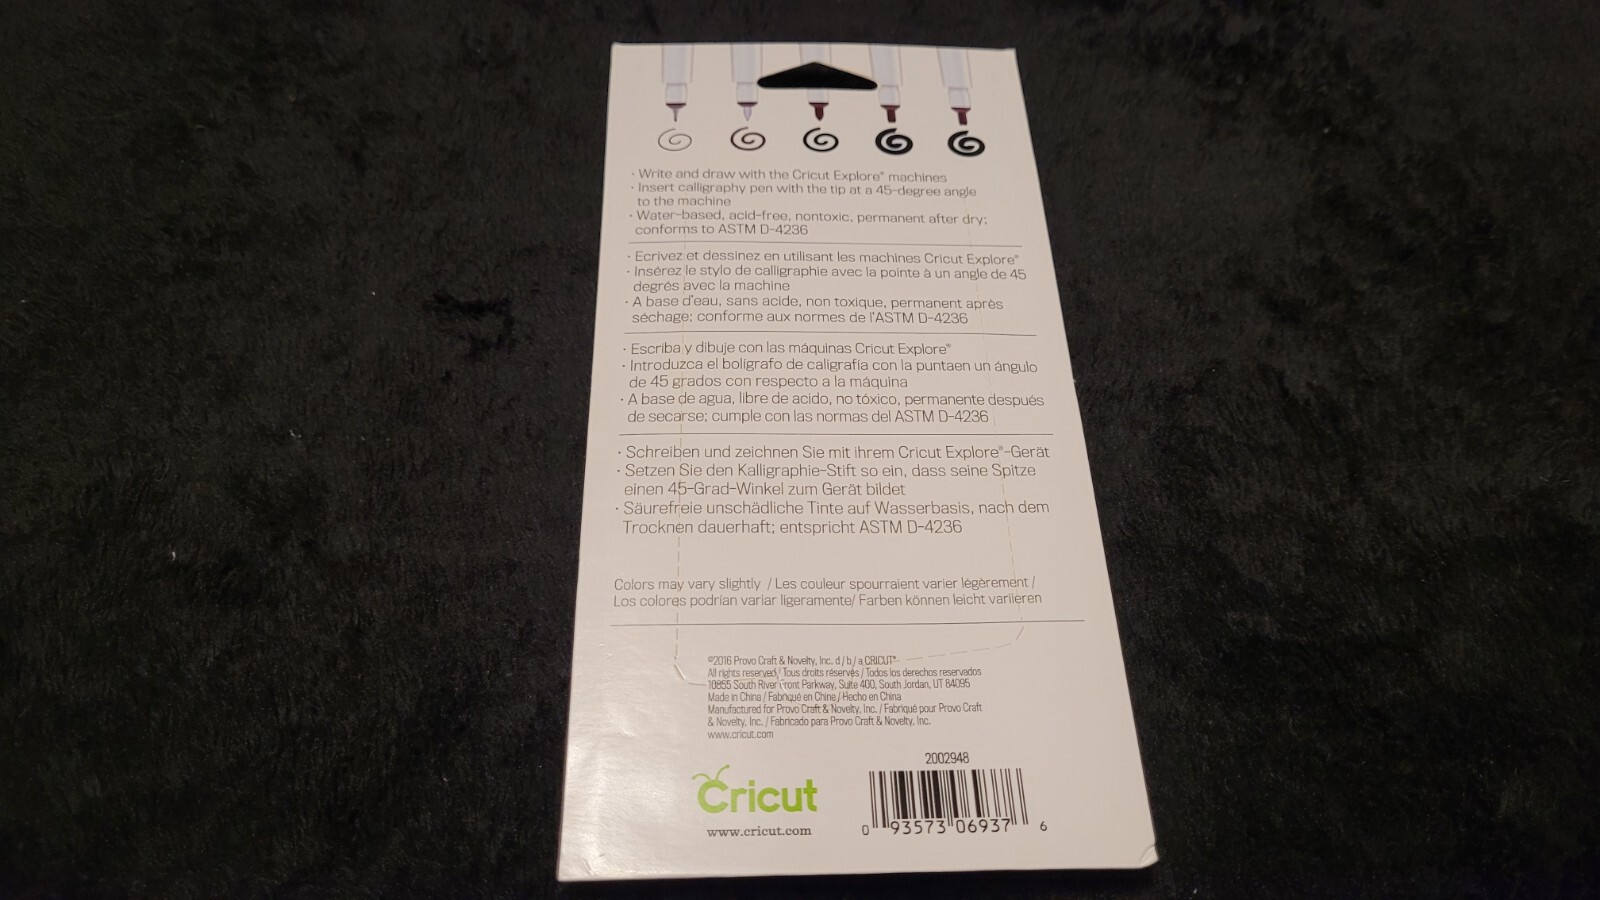 · Write and draw with the Cricut Explore® machines
· Insert calligraphy pen with the tip at a 45-degree angle
to the machine
· Water-based, acid-free, nontoxic, permanent after dry;
conforms to ASTM D-4236
· Ecrivez et dessinez en utilisant les machines Cricut Explore®
· Insérez le stylo de calligraphie avec la pointe à un angle de 45
degrés avec la machine
· A base d'eau, sans acide, non toxique, permanent après
séchage; conforme aux normes de l'ASTM D-4236
· Escriba y dibuje con las máquinas Cricut Explore®
· Introduzca el bolígrafo de caligrafía con la puntaen un ángulo
de 45 grados con respecto a la máquina
· A base de agua, libre de acido, no tóxico, permanente después
de secarse; cumple con las normas del ASTM D-4236
· Schreiben und zeichnen Sie mit ihrem Cricut Explore®-Gerät
· Setzen Sie den Kalligraphie-Stift so ein, dass seine Spitze
einen 45-Grad-Winkel zum Gerät bildet
· Säurefreie unschädliche Tinte auf Wasserbasis, nach dem
Trocknen dauerhaft; entspricht ASTM D-4236
Colors may vary slightly / Les couleur spourraient varier légèrement /
Los colores podrían variar ligeramente/ Farben können leicht variieren
©2016 Provo Craft & Novelty, Inc. d/b/a CRICUT®
All rights reserved/ Tous droits réservés / Todos los derechos reservados
10855 South River Front Parkway, Suite 400, South Jordan, UT 84095
Made in China / Fabriqué en Chine / Hecho en China
Manufactured for Provo Craft & Novelty, Inc. / Fabriqué pour Provo Craft
& Novelty, Inc. / Fabricado para Provo Craft & Novelty, Inc.
www.cricut.com
2002948
Cricut
www.cricut.com
0 93573 06937 6